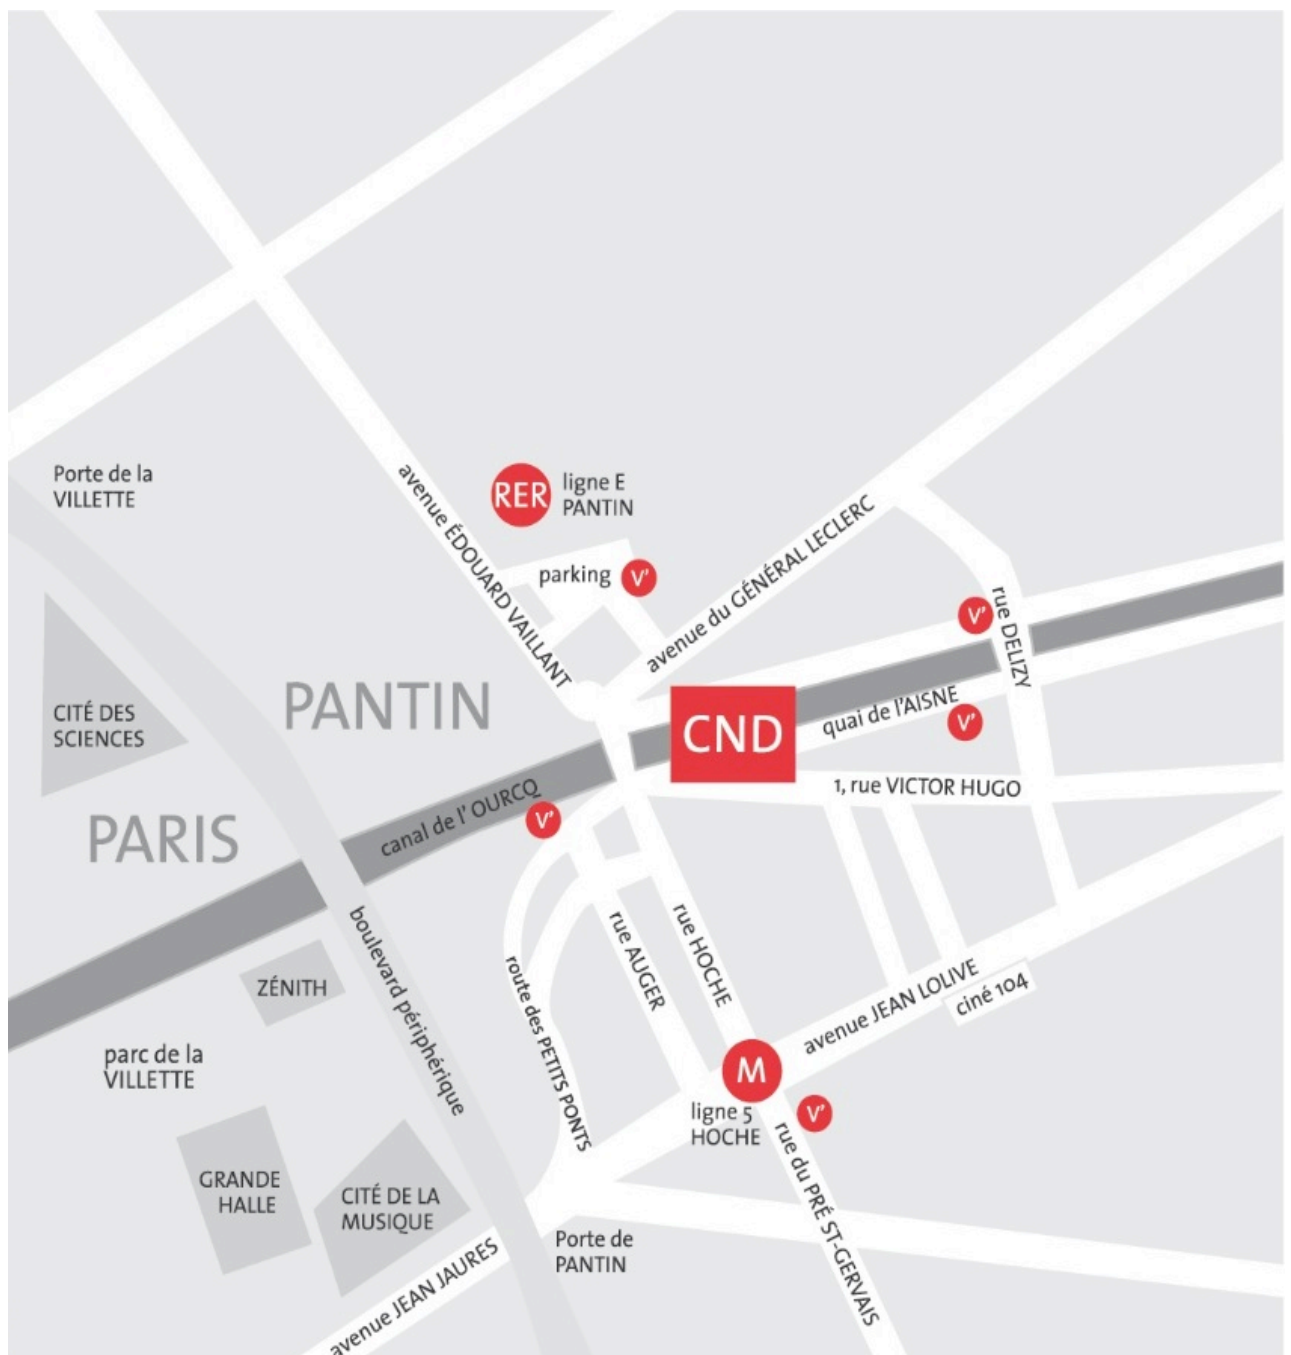 Porte de la
VILLETTE
avenue ÉDOUARD VAILLANT
RER
ligne E
PANTIN
parking
V'
avenue du GÉNÉRAL LECLERC
V'
rue DELIZY
CITÉ DES
SCIENCES
PANTIN
CND
quai de l'AISNE
V'
1, rue VICTOR HUGO
PARIS
canal de l' OURCQ
V'
boulevard périphérique
ZÉNITH
rue AUGER
rue HOCHE
route des PETITS PONTS
avenue JEAN LOLIVE
ciné 104
parc de la
VILLETTE
M
ligne 5
HOCHE
V'
rue du PRÉ ST-GERVAIS
GRANDE
HALLE
CITÉ DE LA
MUSIQUE
Porte de
PANTIN
avenue JEAN JAURES